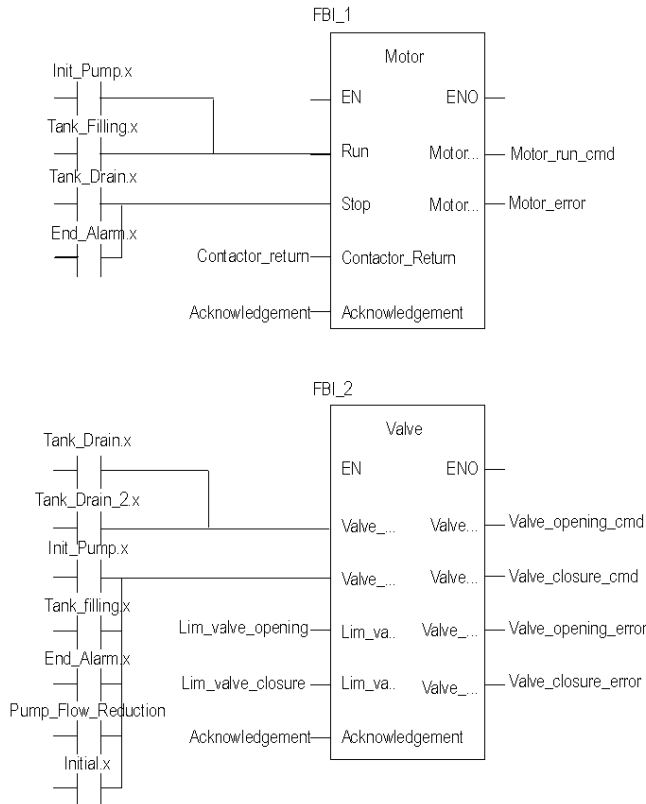 FBI_1
Motor
Init_Pump.x
EN ENO
Tank_Filling.x
Run Motor... Motor_run_cmd
Tank_Drain.x
Stop Motor... Motor_error
End_Alarm.x
Contactor_return Contactor_Return
Acknowledgement Acknowledgement
FBI_2
Valve
Tank_Drain.x
EN ENO
Tank_Drain_2.x
Valve_... Valve... Valve_opening_cmd
Init_Pump.x
Valve_... Valve... Valve_closure_cmd
Tank_filling.x
Lim_valve_opening Lim_va.. Valve_... Valve_opening_error
End_Alarm.x
Lim_valve_closure Lim_va.. Valve_... Valve_closure_error
Pump_Flow_Reduction
Acknowledgement Acknowledgement
Initial.x